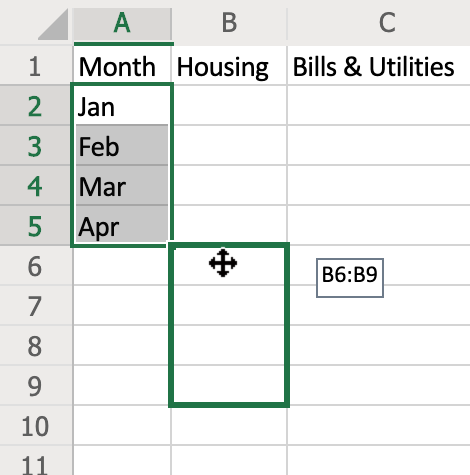 A B C
1 Month Housing Bills & Utilities
2 Jan
3 Feb
4 Mar
5 Apr
6 B6:B9
7
8
9
10
11